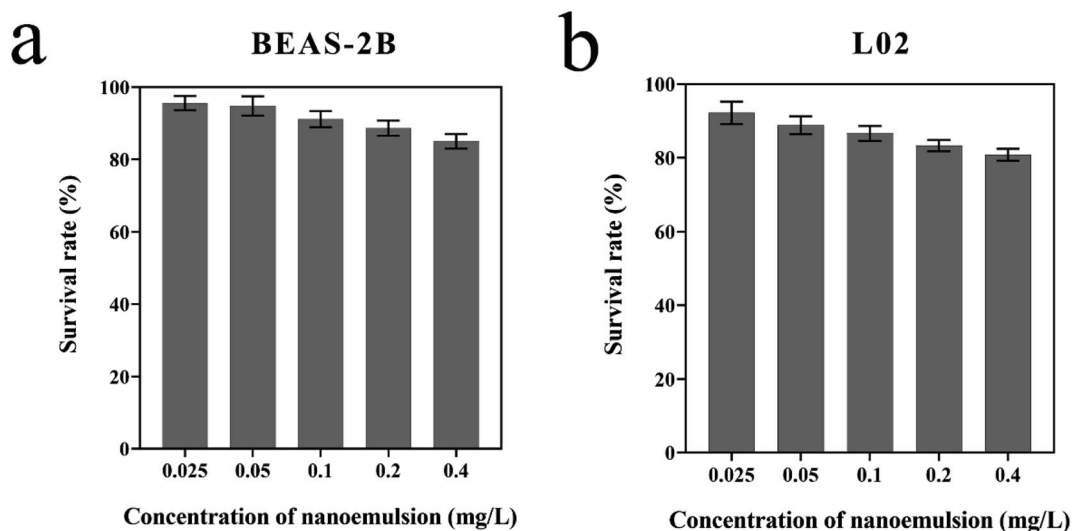 a
BEAS-2B
100
80
60
40
20
0
Survival rate (%)
0.025 0.05 0.1 0.2 0.4
Concentration of nanoemulsion (mg/L)
b
L02
100
80
60
40
20
0
Survival rate (%)
0.025 0.05 0.1 0.2 0.4
Concentration of nanoemulsion (mg/L)